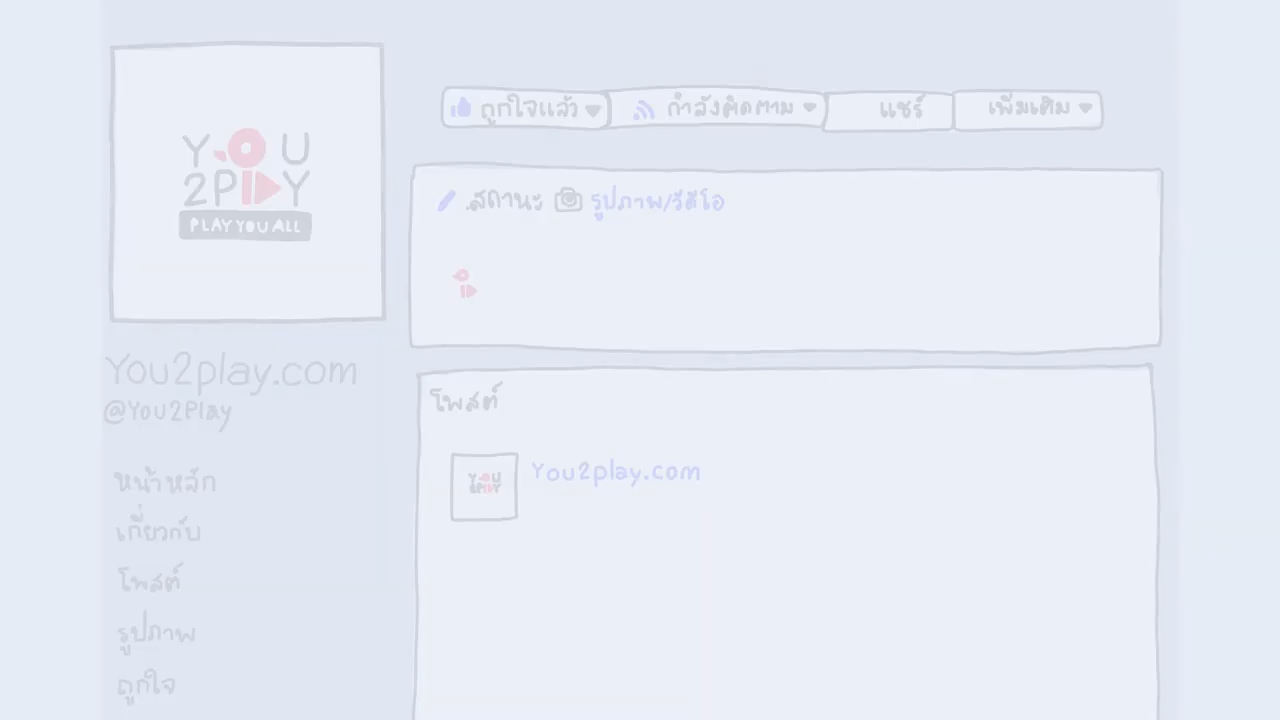 YOU
2PLAY
PLAY YOU ALL
You2play.com
@You2Play
หน้าหลัก
เกี่ยวกับ
โพสต์
รูปภาพ
ถูกใจ
ถูกใจแล้ว กำลังติดตาม แชร์ เพิ่มเติม
.สถานะ รูปภาพ/วีดีโอ
โพสต์
YOU
2PLAY
You2play.com